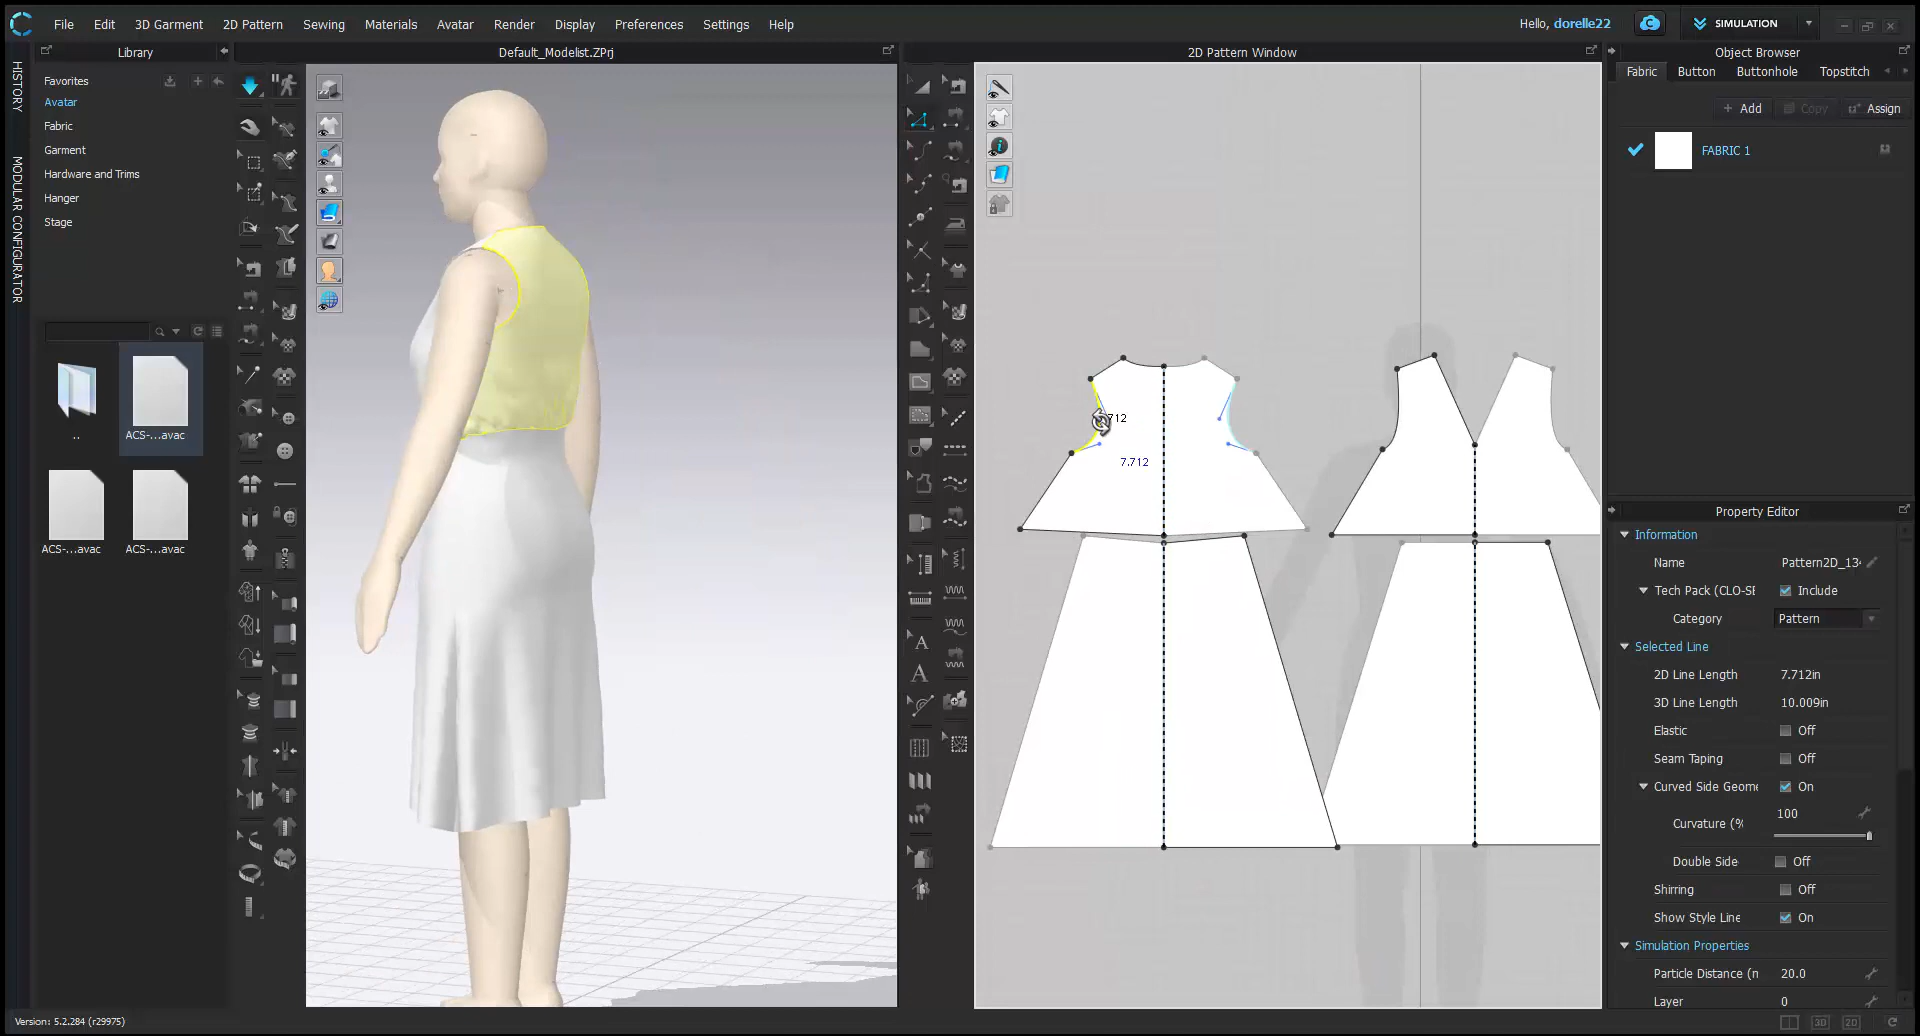 File Edit 3D Garment 2D Pattern Sewing Materials Avatar Render Display Preferences Settings Help
Hello, dorelle22
SIMULATION
HISTORY
MODULAR CONFIGURATOR
Library
Favorites
Avatar
Fabric
Garment
Hardware and Trims
Hanger
Stage
..
ACS-...avac
ACS-...avac
ACS-...avac
Default_Modelist.ZPrj
2D Pattern Window
712
7.712
Object Browser
Fabric Button Buttonhole Topstitch
+ Add Copy Assign
FABRIC 1
Property Editor
Information
Name Pattern2D_13
Tech Pack (CLO-SE Include
Category Pattern
Selected Line
2D Line Length 7.712in
3D Line Length 10.009in
Elastic Off
Seam Taping Off
Curved Side Geome On
Curvature (% 100
Double Side Off
Shirring Off
Show Style Line On
Simulation Properties
Particle Distance (n 20.0
Layer 0
Version: 5.2.284 (r29975)
3D 2D